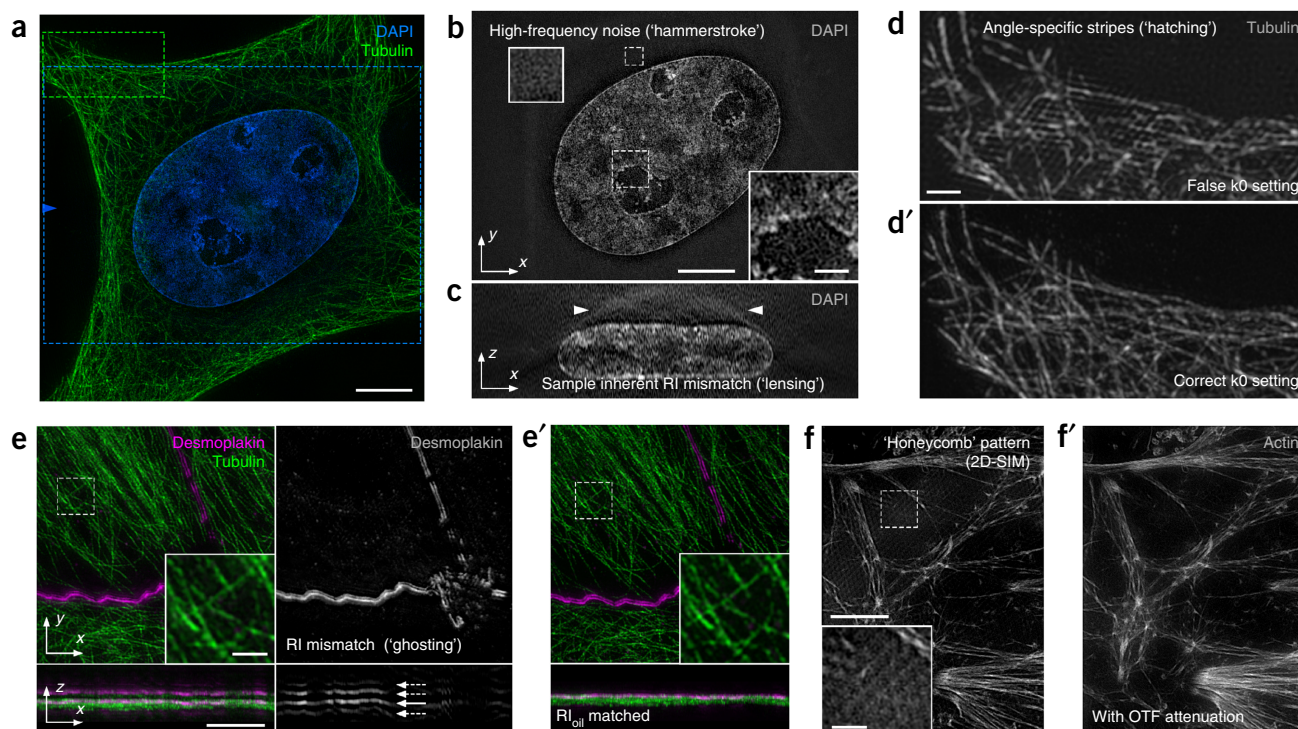 a
DAPI
Tubulin
b
High-frequency noise (‘hammerstroke’)
DAPI
y
x
c
DAPI
z
x
Sample inherent RI mismatch (‘lensing’)
d
Angle-specific stripes (‘hatching’)
Tubulin
False k0 setting
d′
Correct k0 setting
e
Desmoplakin
Tubulin
y
x
z
x
Desmoplakin
RI mismatch (‘ghosting’)
e′
RIoil matched
f
‘Honeycomb’ pattern
(2D-SIM)
f′
Actin
With OTF attenuation